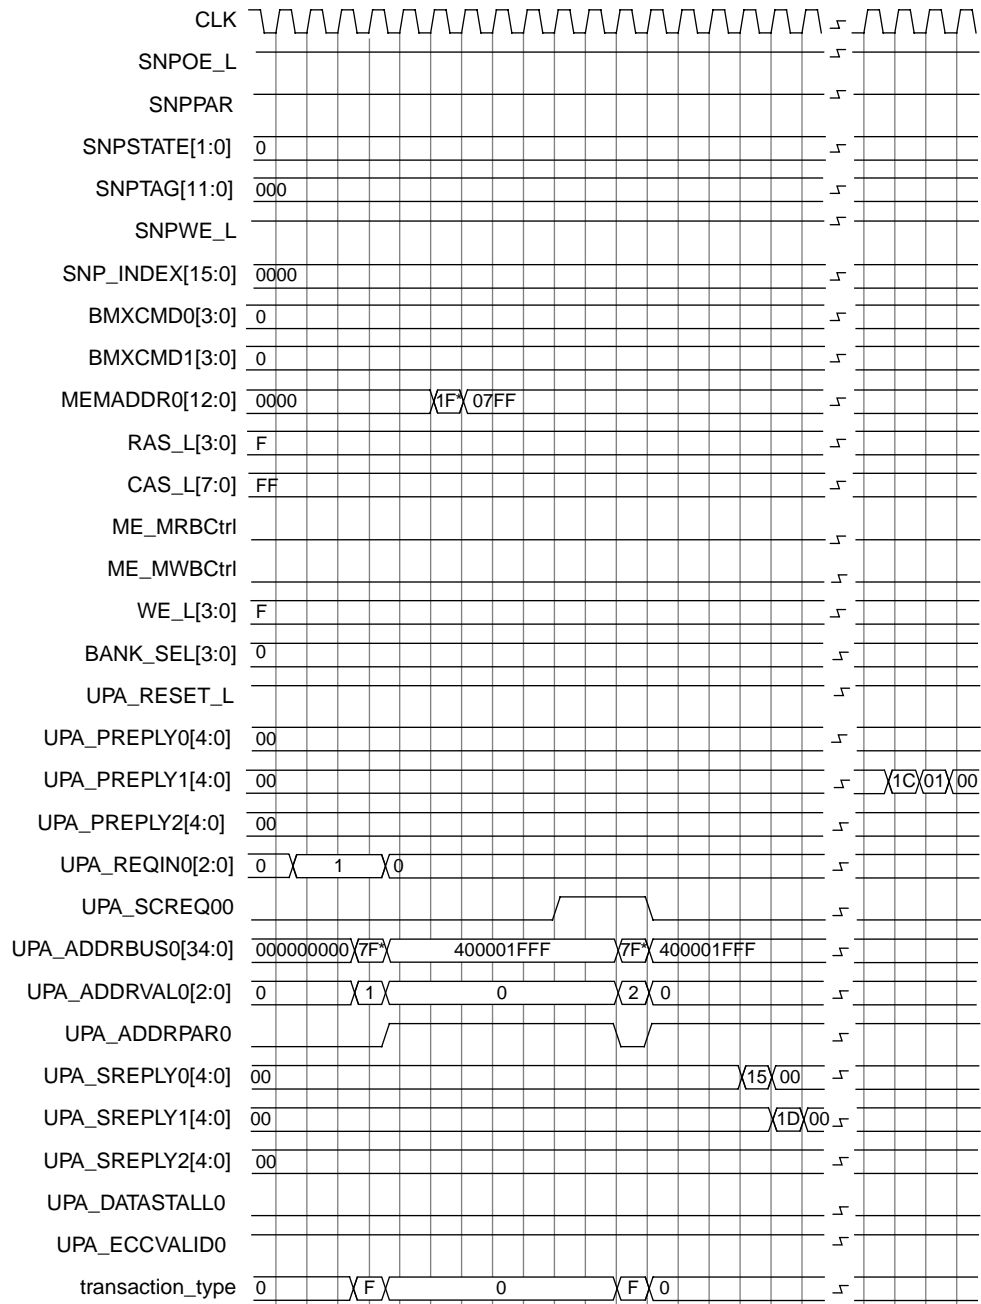 CLK
SNPOE_L
SNPPAR
SNPSTATE[1:0] 0
SNPTAG[11:0] 000
SNPWE_L
SNP_INDEX[15:0] 0000
BMXCMD0[3:0] 0
BMXCMD1[3:0] 0
MEMADDR0[12:0] 0000 1F* 07FF
RAS_L[3:0] F
CAS_L[7:0] FF
ME_MRBCtrl
ME_MWBCtrl
WE_L[3:0] F
BANK_SEL[3:0] 0
UPA_RESET_L
UPA_PREPLY0[4:0] 00
UPA_PREPLY1[4:0] 00 1C 01 00
UPA_PREPLY2[4:0] 00
UPA_REQIN0[2:0] 0 1 0
UPA_SCREQ00
UPA_ADDRBUS0[34:0] 000000000 7F* 400001FFF 7F* 400001FFF
UPA_ADDRVAL0[2:0] 0 1 0 2 0
UPA_ADDRPAR0
UPA_SREPLY0[4:0] 00 15 00
UPA_SREPLY1[4:0] 00 1D 00
UPA_SREPLY2[4:0] 00
UPA_DATASTALL0
UPA_ECCVALID0
transaction_type 0 F 0 F 0